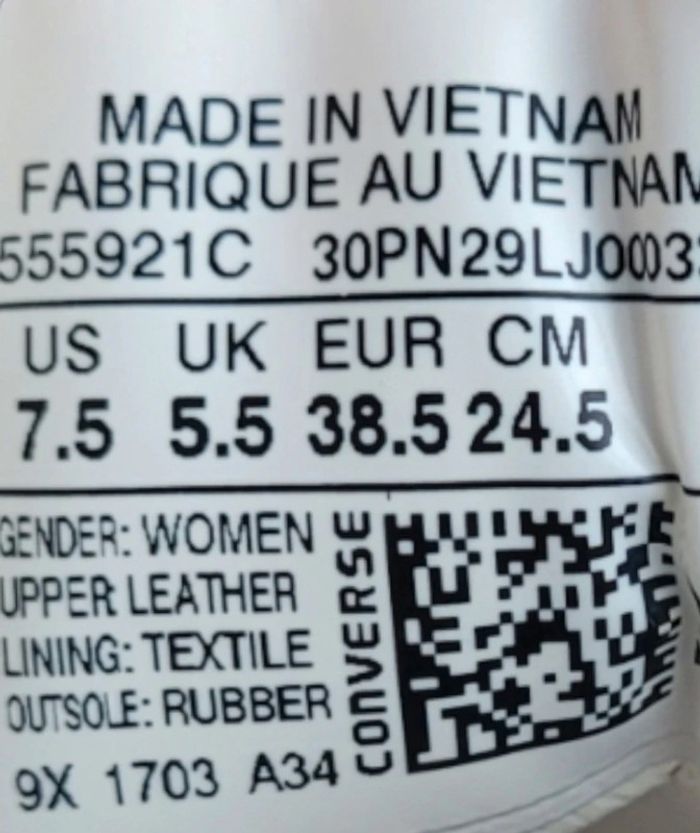 MADE IN VIETNAM
FABRIQUE AU VIETNAM
555921C 30PN29LJ0003
US UK EUR CM
7.5 5.5 38.5 24.5
GENDER: WOMEN
UPPER LEATHER
LINING: TEXTILE
OUTSOLE: RUBBER
9X 1703 A34
CONVERSE